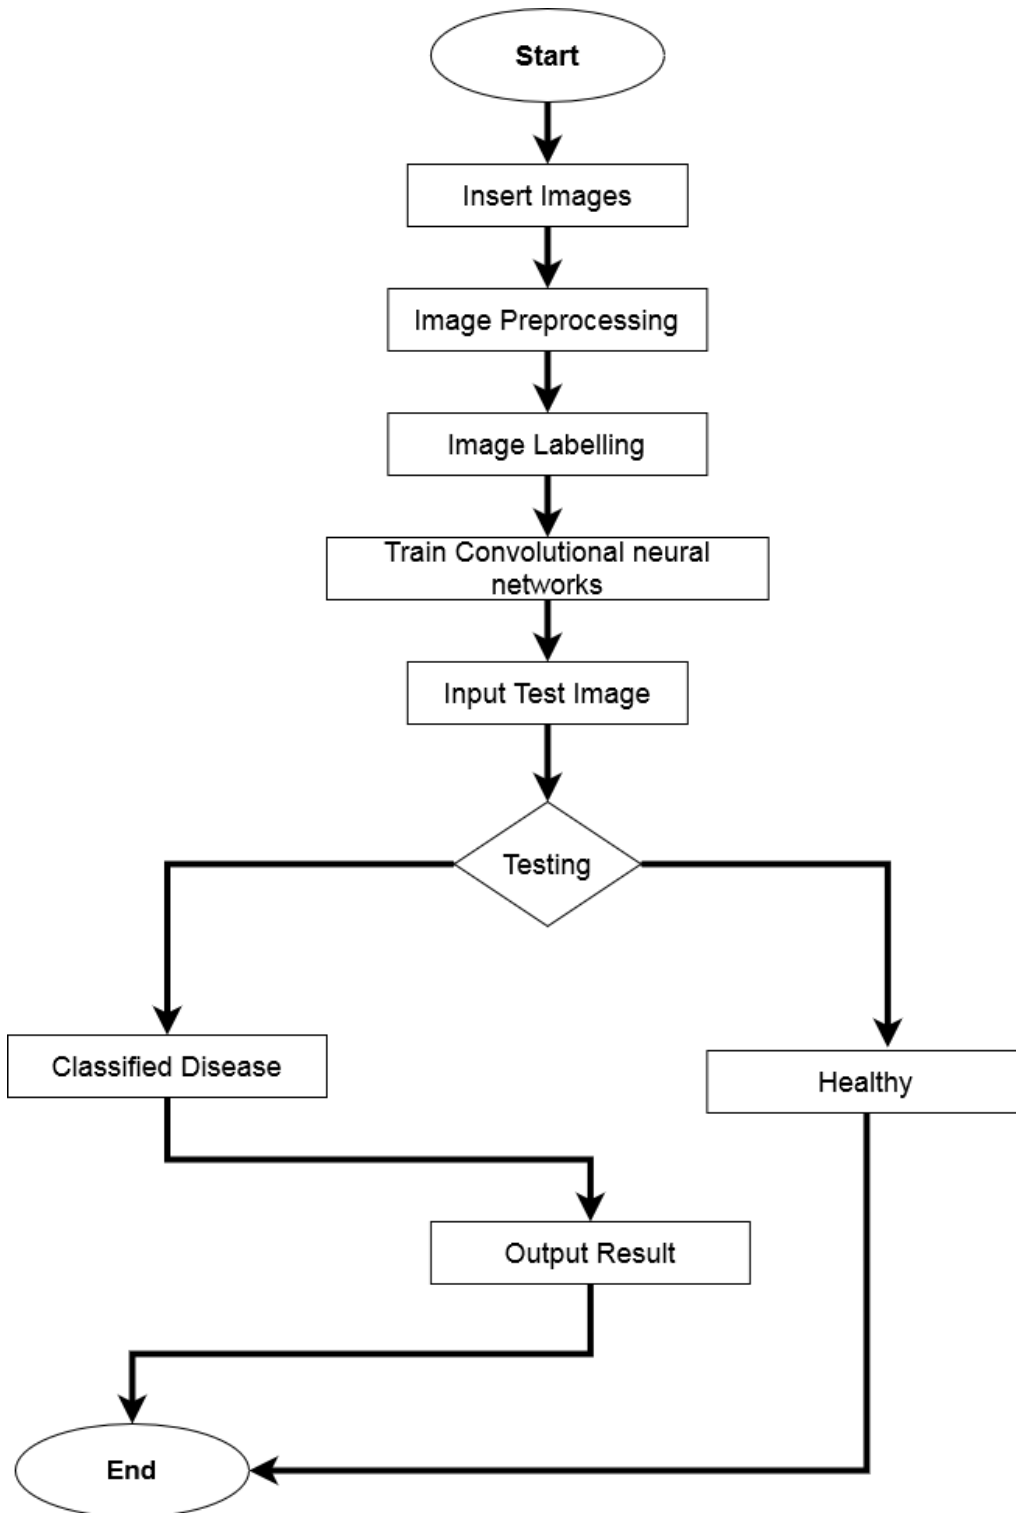 Start
Insert Images
Image Preprocessing
Image Labelling
Train Convolutional neural
networks
Input Test Image
Testing
Classified Disease
Healthy
Output Result
End